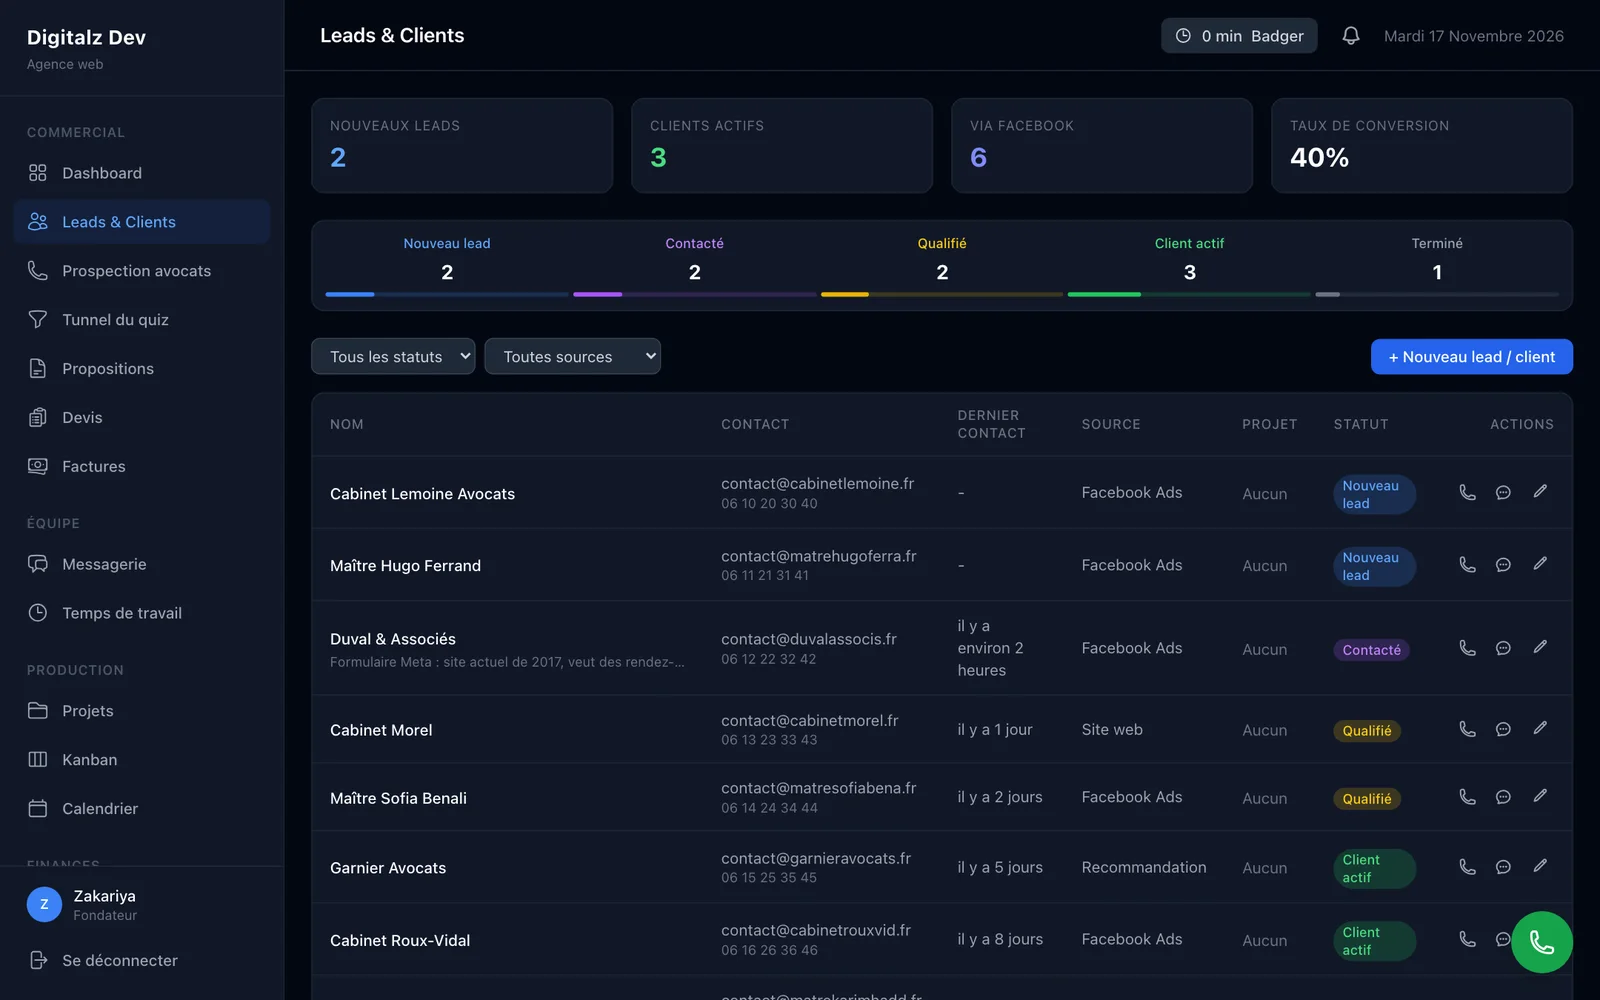 Digitalz Dev
Agence web
COMMERCIAL
Dashboard
Leads & Clients
Prospection avocats
Tunnel du quiz
Propositions
Devis
Factures
ÉQUIPE
Messagerie
Temps de travail
PRODUCTION
Projets
Kanban
Calendrier
FINANCES
Z
Zakariya
Fondateur
Se déconnecter
Leads & Clients
0 min Badger
Mardi 17 Novembre 2026
NOUVEAUX LEADS
2
CLIENTS ACTIFS
3
VIA FACEBOOK
6
TAUX DE CONVERSION
40%
Nouveau lead
2
Contacté
2
Qualifié
2
Client actif
3
Terminé
1
Tous les statuts
Toutes sources
+ Nouveau lead / client
NOM
CONTACT
DERNIER
CONTACT
SOURCE
PROJET
STATUT
ACTIONS
Cabinet Lemoine Avocats
contact@cabinetlemoine.fr
06 10 20 30 40
-
Facebook Ads
Aucun
Nouveau
lead
Maître Hugo Ferrand
contact@matrehugoferra.fr
06 11 21 31 41
-
Facebook Ads
Aucun
Nouveau
lead
Duval & Associés
Formulaire Meta : site actuel de 2017, veut des rendez-...
contact@duvalassocis.fr
06 12 22 32 42
il y a
environ 2
heures
Facebook Ads
Aucun
Contacté
Cabinet Morel
contact@cabinetmorel.fr
06 13 23 33 43
il y a 1 jour
Site web
Aucun
Qualifié
Maître Sofia Benali
contact@matresofiabena.fr
06 14 24 34 44
il y a 2 jours
Facebook Ads
Aucun
Qualifié
Garnier Avocats
contact@garnieravocats.fr
06 15 25 35 45
il y a 5 jours
Recommandation
Aucun
Client
actif
Cabinet Roux-Vidal
contact@cabinetrouxvid.fr
06 16 26 36 46
il y a 8 jours
Facebook Ads
Aucun
Client
actif